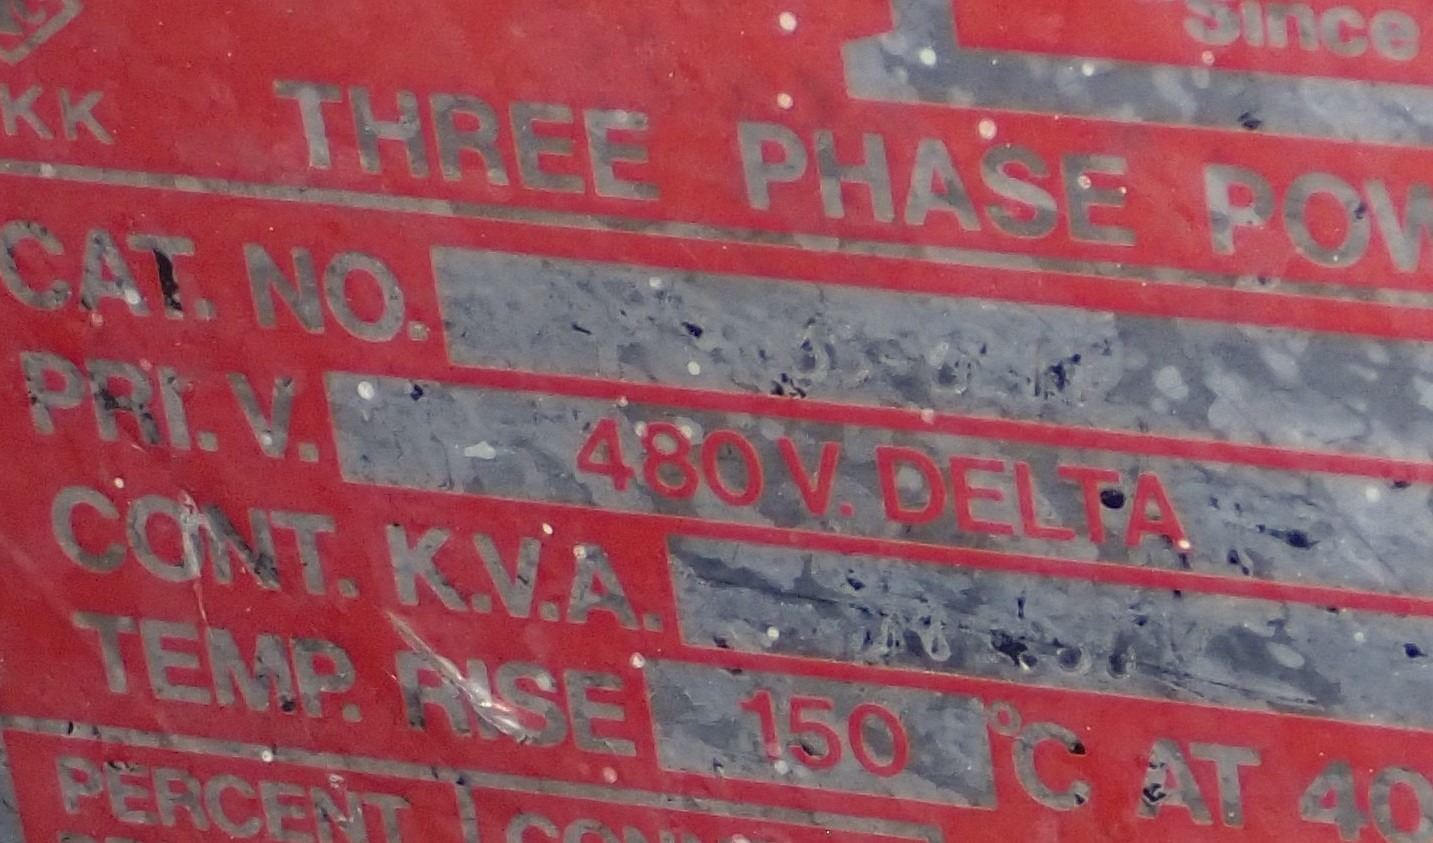 Since
KK
THREE PHASE POW
CAT. NO.
PRI. V. 480 V. DELTA
CONT. K.V.A.
TEMP. RISE 150 °C AT 40
PERCENT